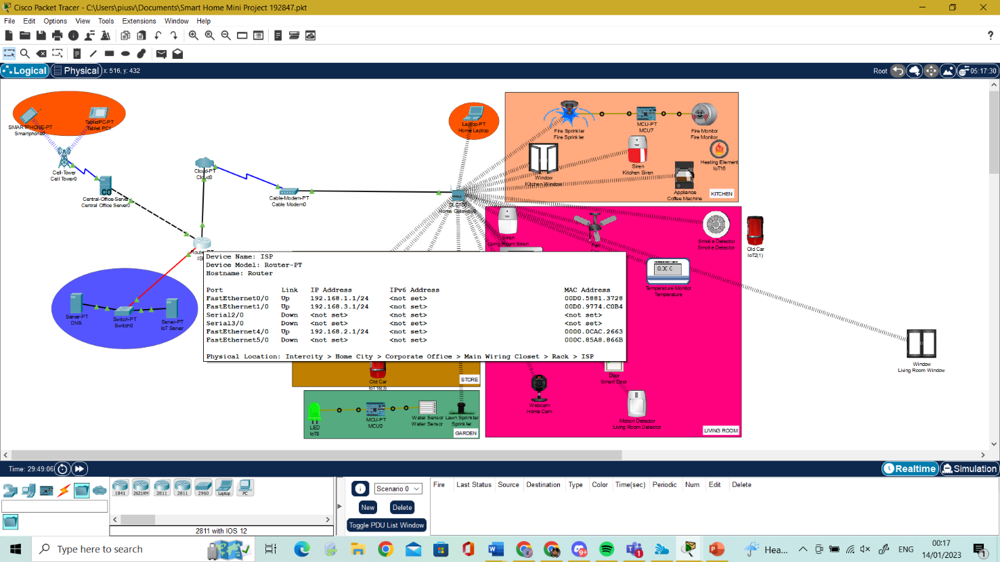 Cisco Packet Tracer - C:\Users\piusv\Documents\Smart Home Mini Project 192847.pkt
File Edit Options View Tools Extensions Window Help
Logical Physical x: 516, y: 432
Root 05:17:30
SMARTPHONE-PT
Smartphone0
TabletPC-PT
Tablet PC1
Cell-Tower
Cell Tower0
Central-Office-Server
Central Office Server0
Cloud-PT
Cloud0
Cable-Modem-PT
Cable Modem0
Laptop-PT
Home Laptop
DLC100
Home Gateway0
Fire Sprinkler
Fire Sprinkler
MCU-PT
MCU7
Fire Monitor
Fire Monitor
Window
Kitchen Window
Siren
Kitchen Siren
Heating Element
IoT16
Appliance
Coffee Machine
KITCHEN
Siren
Living Room Siren
Smoke Detector
Smoke Detector
Old Car
IoT2(1)
Temperature Monitor
Temperature
Server-PT
DNS
Switch-PT
Switch0
Server-PT
IoT Server
Device Name: ISP
Device Model: Router-PT
Hostname: Router
Port Link IP Address IPv6 Address MAC Address
FastEthernet0/0 Up 192.168.1.1/24 <not set> 00D0.5881.3728
FastEthernet1/0 Up 192.168.3.1/24 <not set> 00D0.9774.C0B4
Serial2/0 Down <not set> <not set> <not set>
Serial3/0 Down <not set> <not set> <not set>
FastEthernet4/0 Up 192.168.2.1/24 <not set> 0000.0CAC.2663
FastEthernet5/0 Down <not set> <not set> 000C.85A8.866B
Physical Location: Intercity > Home City > Corporate Office > Main Wiring Closet > Rack > ISP
Window
Living Room Window
Old Car
IoT18(3)
STORE
Door
Smart Door
Webcam
Home Cam
Motion Detector
Living Room Detector
LIVING ROOM
LED
IoT8
MCU-PT
MCU0
Water Sensor
Water Sensor
Lawn Sprinkler
Sprinkler
GARDEN
Time: 29:49:06
Realtime Simulation
1841 2621XM 2811 2811 2960 Laptop PC
2811 with IOS 12
Scenario 0
New Delete
Toggle PDU List Window
Fire Last Status Source Destination Type Color Time(sec) Periodic Num Edit Delete
Type here to search
Hea...
ENG
00:17
14/01/2023